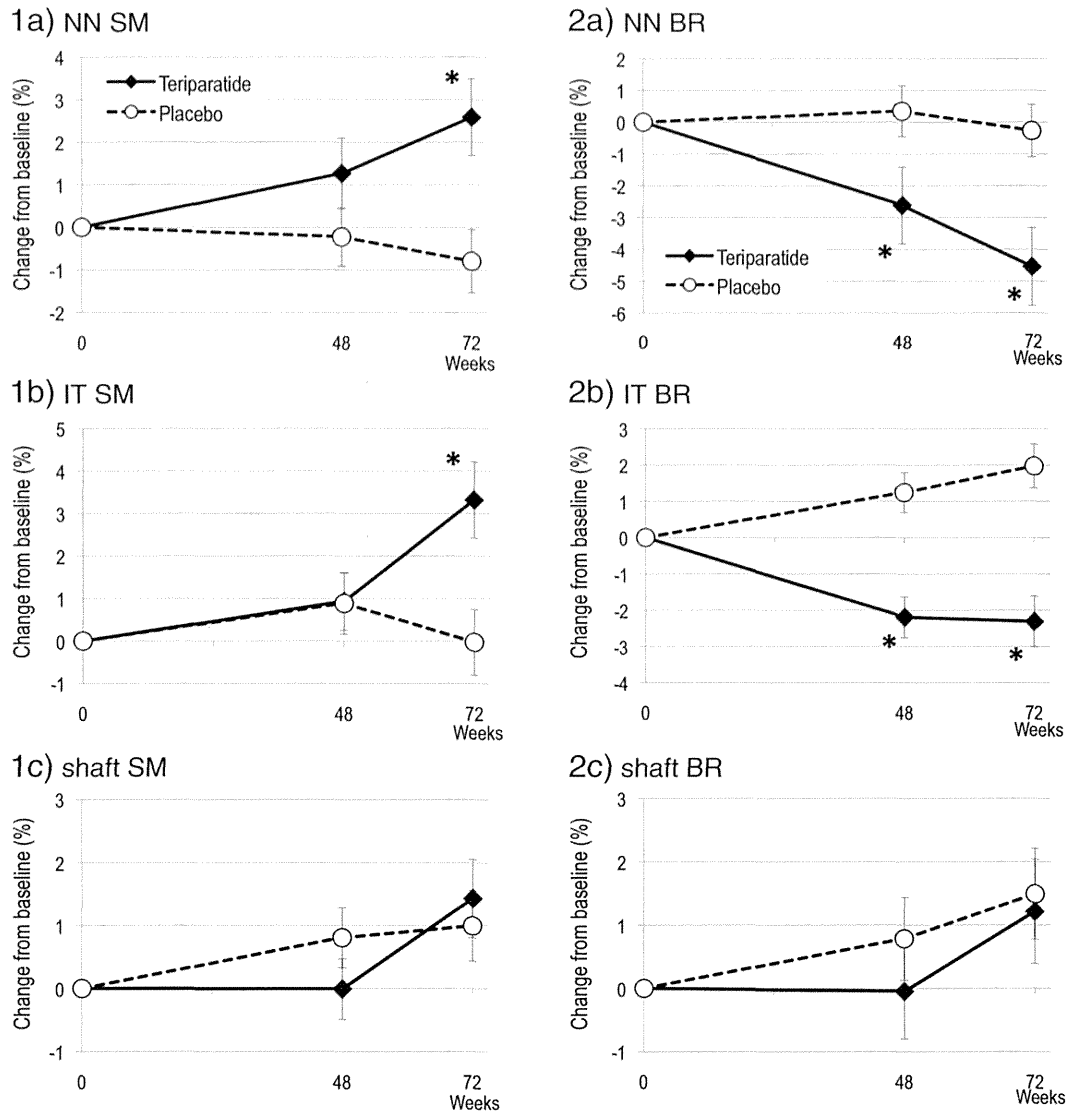 1a) NN SM
Change from baseline (%)
4
3
2
1
0
-1
-2
Teriparatide
Placebo
*
0
48
72
Weeks
2a) NN BR
Change from baseline (%)
2
1
0
-1
-2
-3
-4
-5
-6
Teriparatide
Placebo
*
*
0
48
72
Weeks
1b) IT SM
Change from baseline (%)
5
4
3
2
1
0
-1
*
0
48
72
Weeks
2b) IT BR
Change from baseline (%)
3
2
1
0
-1
-2
-3
-4
*
*
0
48
72
Weeks
1c) shaft SM
Change from baseline (%)
3
2
1
0
-1
0
48
72
Weeks
2c) shaft BR
Change from baseline (%)
3
2
1
0
-1
0
48
72
Weeks